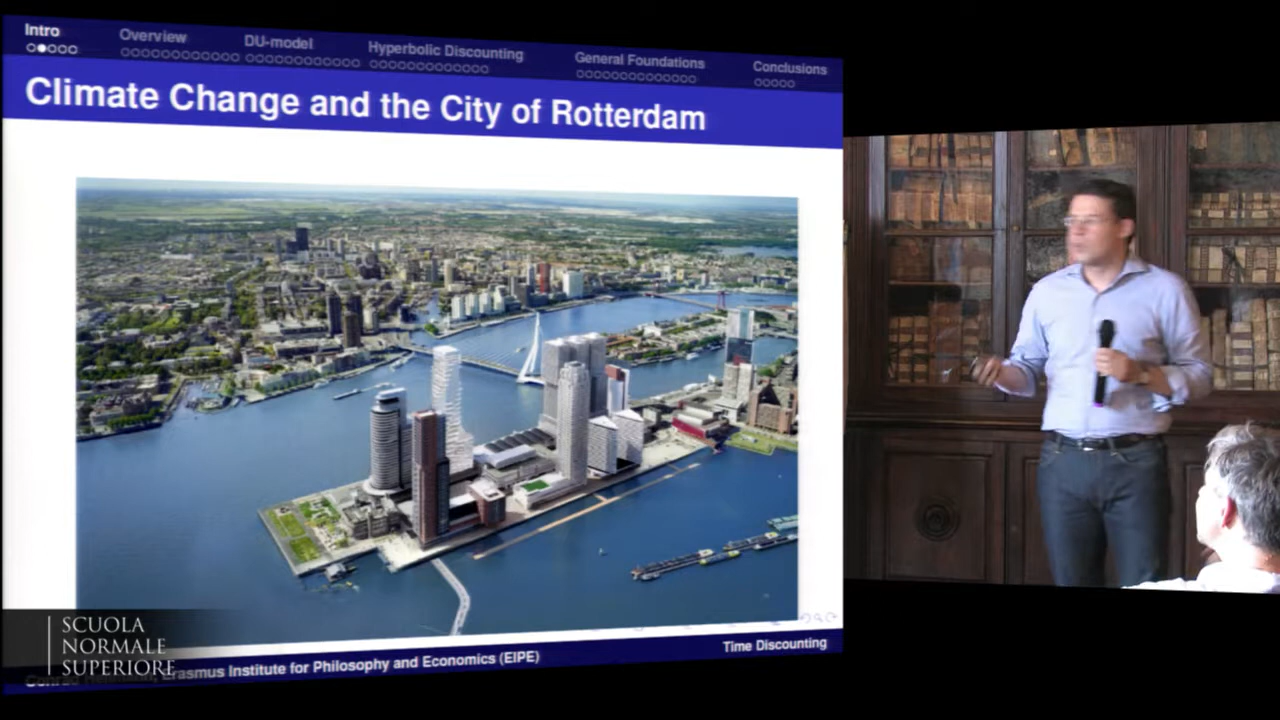 Intro
Overview
DU-model
Hyperbolic Discounting
General Foundations
Conclusions
Climate Change and the City of Rotterdam
SCUOLA
NORMALE
SUPERIORE
Erasmus Institute for Philosophy and Economics (EIPE)
Time Discounting